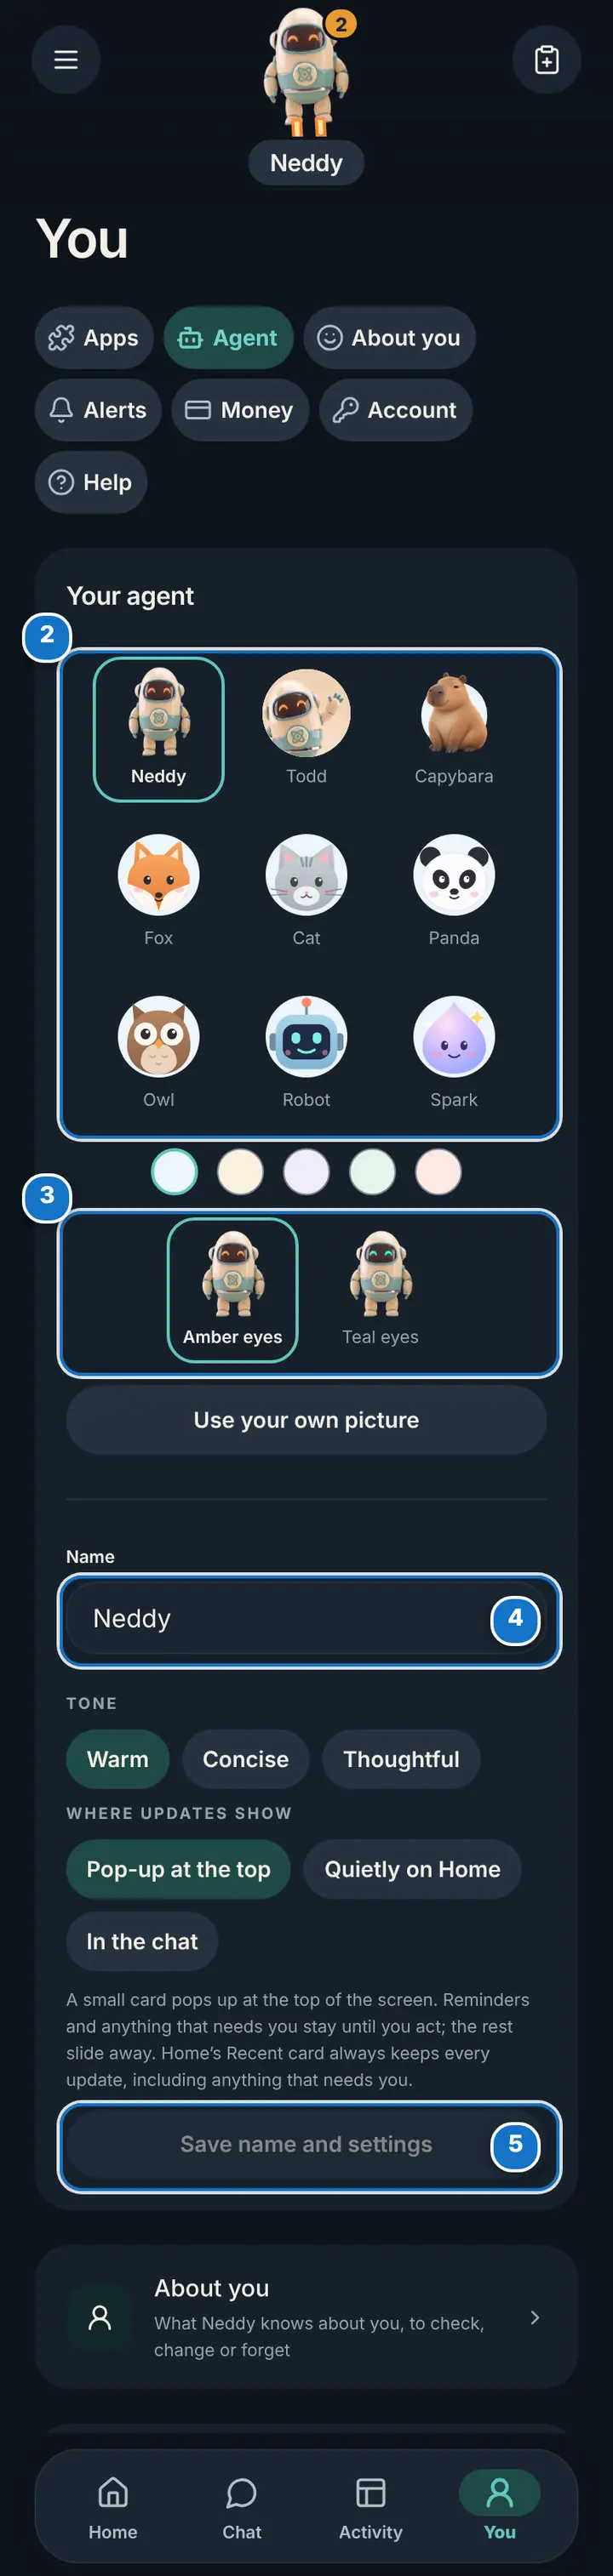 2
Neddy
You
Apps
Agent
About you
Alerts
Money
Account
Help
Your agent
2
Neddy
Todd
Capybara
Fox
Cat
Panda
Owl
Robot
Spark
3
Amber eyes
Teal eyes
Use your own picture
Name
Neddy
4
TONE
Warm
Concise
Thoughtful
WHERE UPDATES SHOW
Pop-up at the top
Quietly on Home
In the chat
A small card pops up at the top of the screen. Reminders
and anything that needs you stay until you act; the rest
slide away. Home’s Recent card always keeps every
update, including anything that needs you.
Save name and settings
5
About you
What Neddy knows about you, to check,
change or forget
Home
Chat
Activity
You